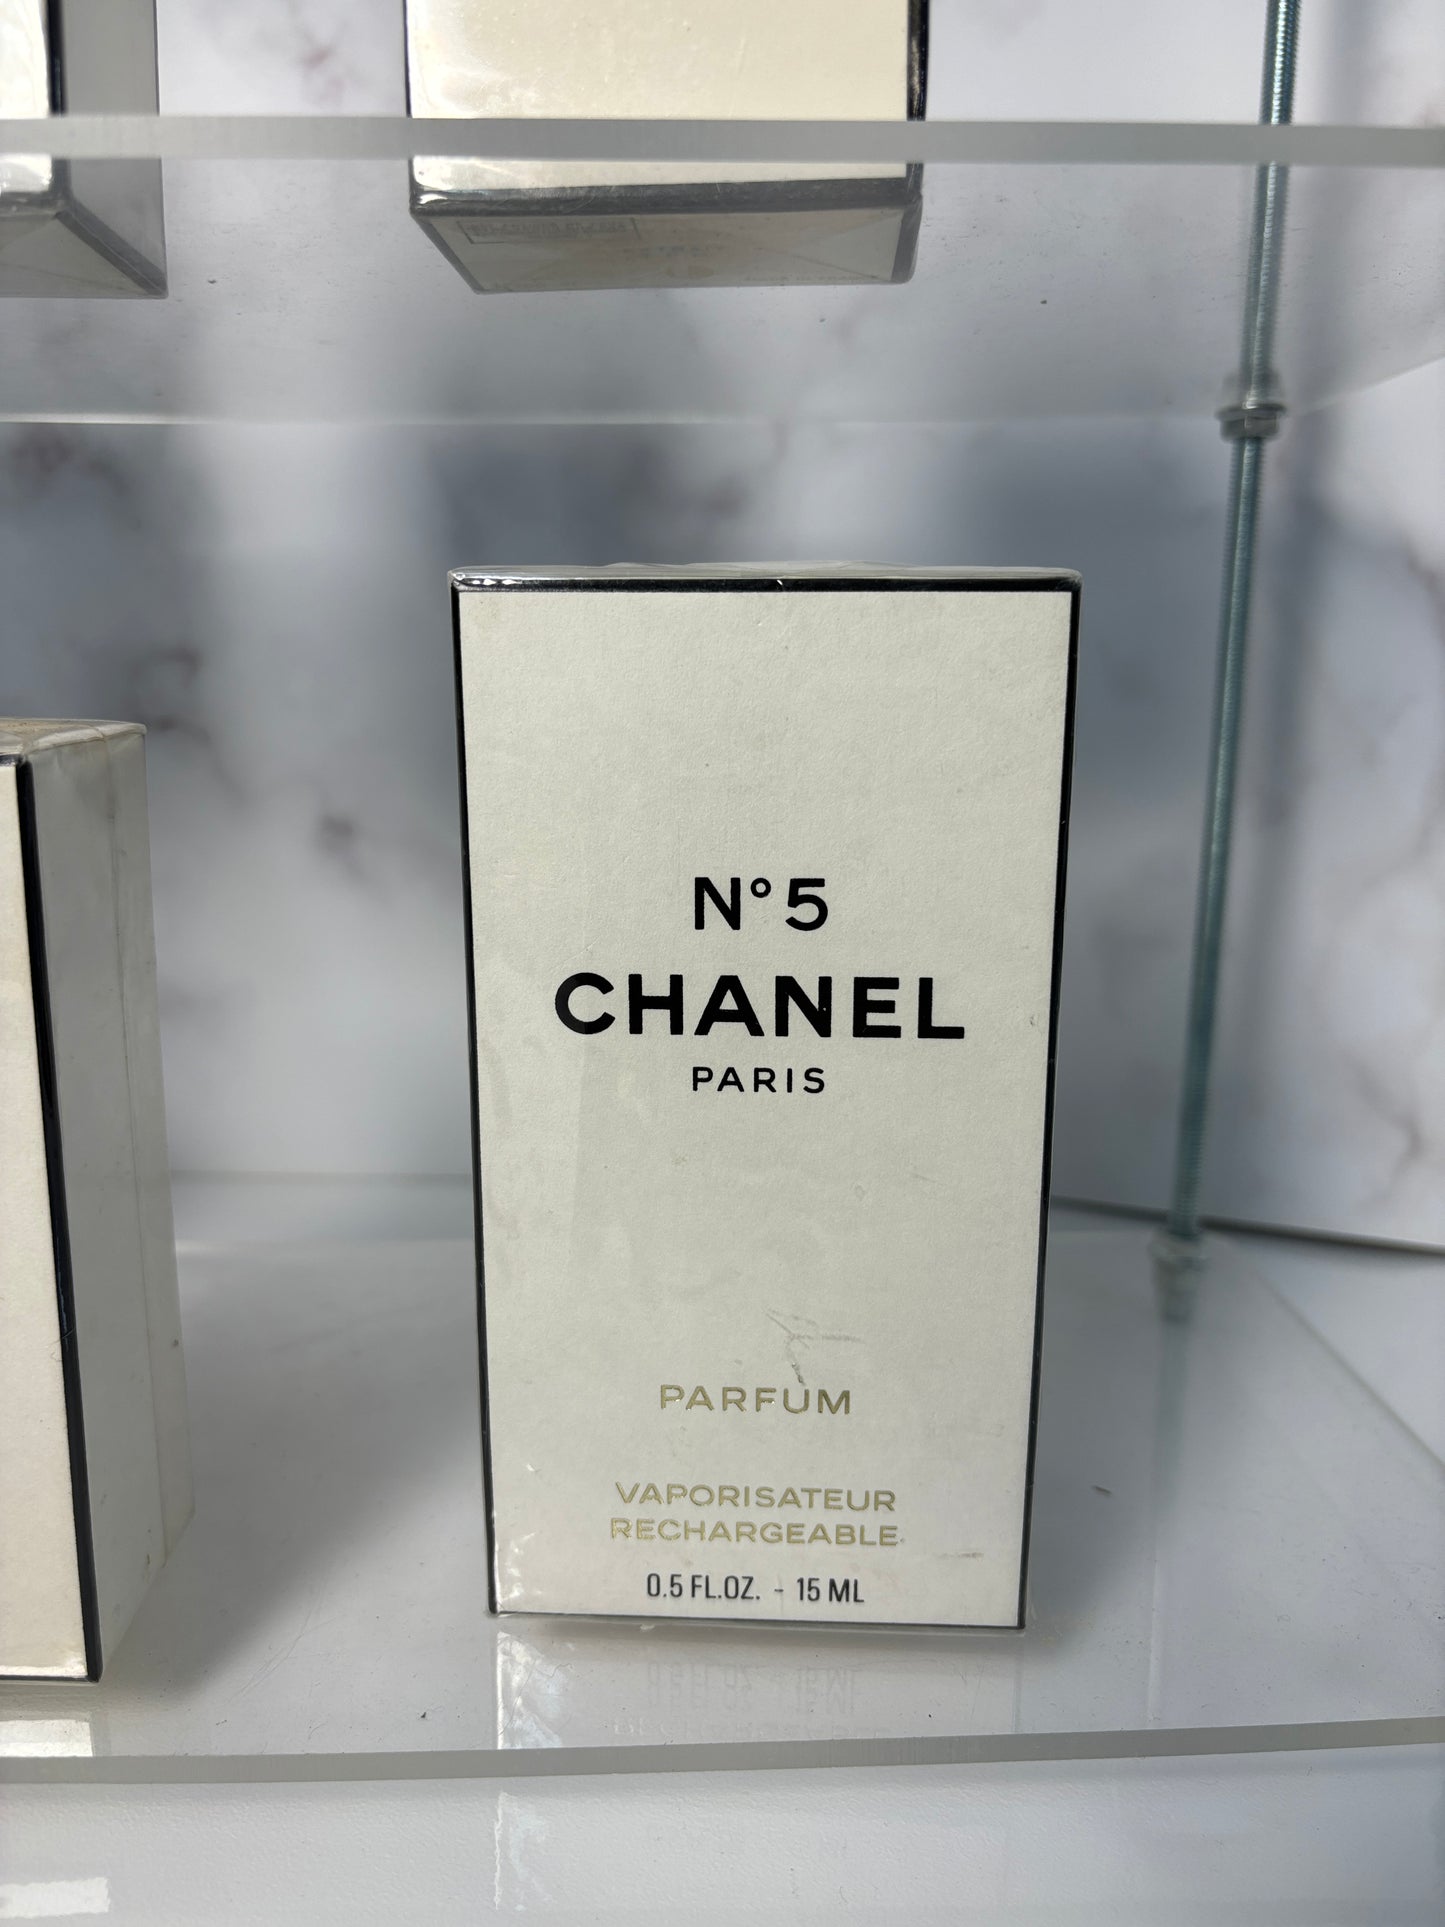 N° 5
CHANEL
PARIS
PARFUM
VAPORISATEUR
RECHARGEABLE
0.5 FL.OZ. - 15 ML